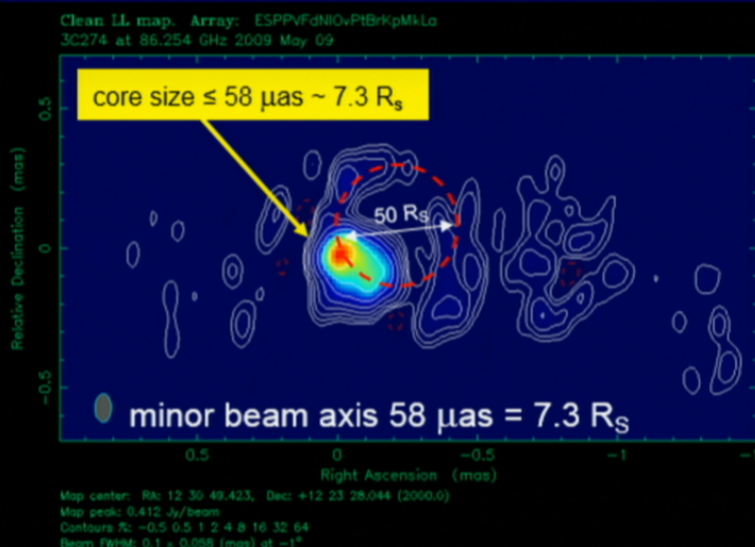 Clean LL map. Array: ESPPVFdNlOvPtBrKpMkLa
3C274 at 86.254 GHz 2009 May 09
core size ≤ 58 μas ~ 7.3 Rs
50 Rs
0.5
0
−0.5
Relative Declination (mas)
minor beam axis 58 μas = 7.3 RS
0.5 0 −0.5 −1
Right Ascension (mas)
Map center: RA: 12 30 49.423, Dec: +12 23 28.044 (2000.0)
Map peak: 0.412 Jy/beam
Contours %: −0.5 0.5 1 2 4 8 16 32 64
Beam FWHM: 0.1 x 0.058 (mas) at −1°